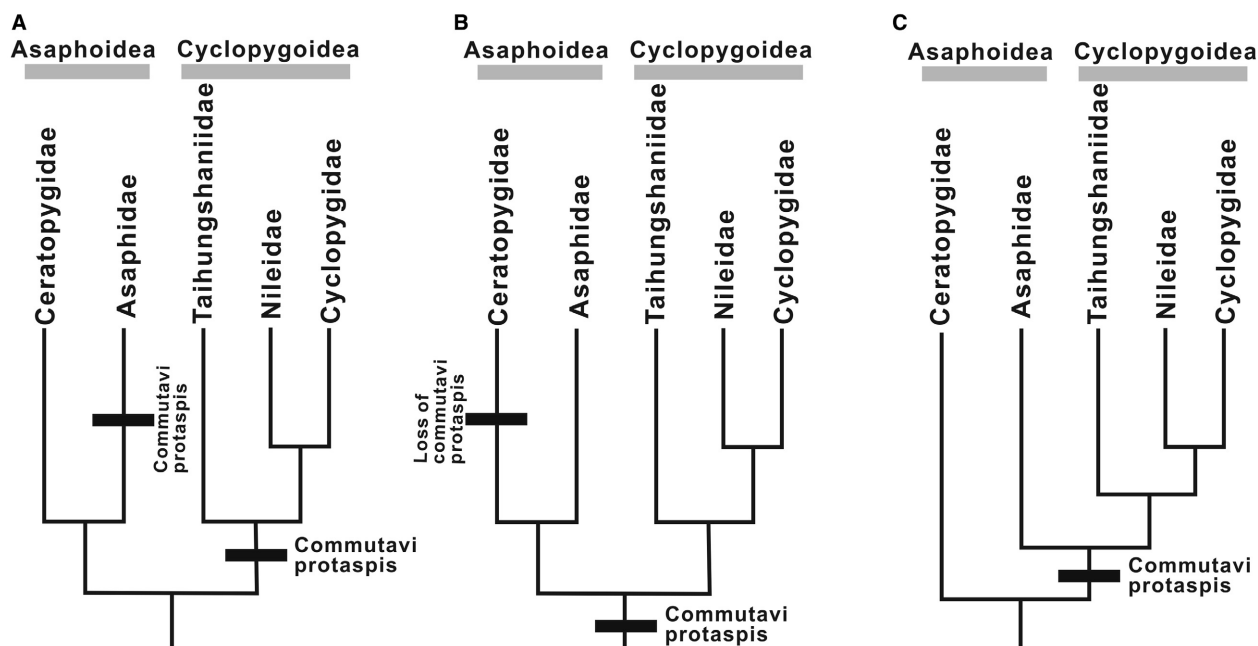 A
Asaphoidea
Cyclopygoidea
Ceratopygidae
Asaphidae
Taihungshaniidae
Nileidae
Cyclopygidae
Commutavi
protaspis
Commutavi
protaspis
B
Asaphoidea
Cyclopygoidea
Ceratopygidae
Asaphidae
Taihungshaniidae
Nileidae
Cyclopygidae
Loss of
commutavi
protaspis
Commutavi
protaspis
C
Asaphoidea
Cyclopygoidea
Ceratopygidae
Asaphidae
Taihungshaniidae
Nileidae
Cyclopygidae
Commutavi
protaspis